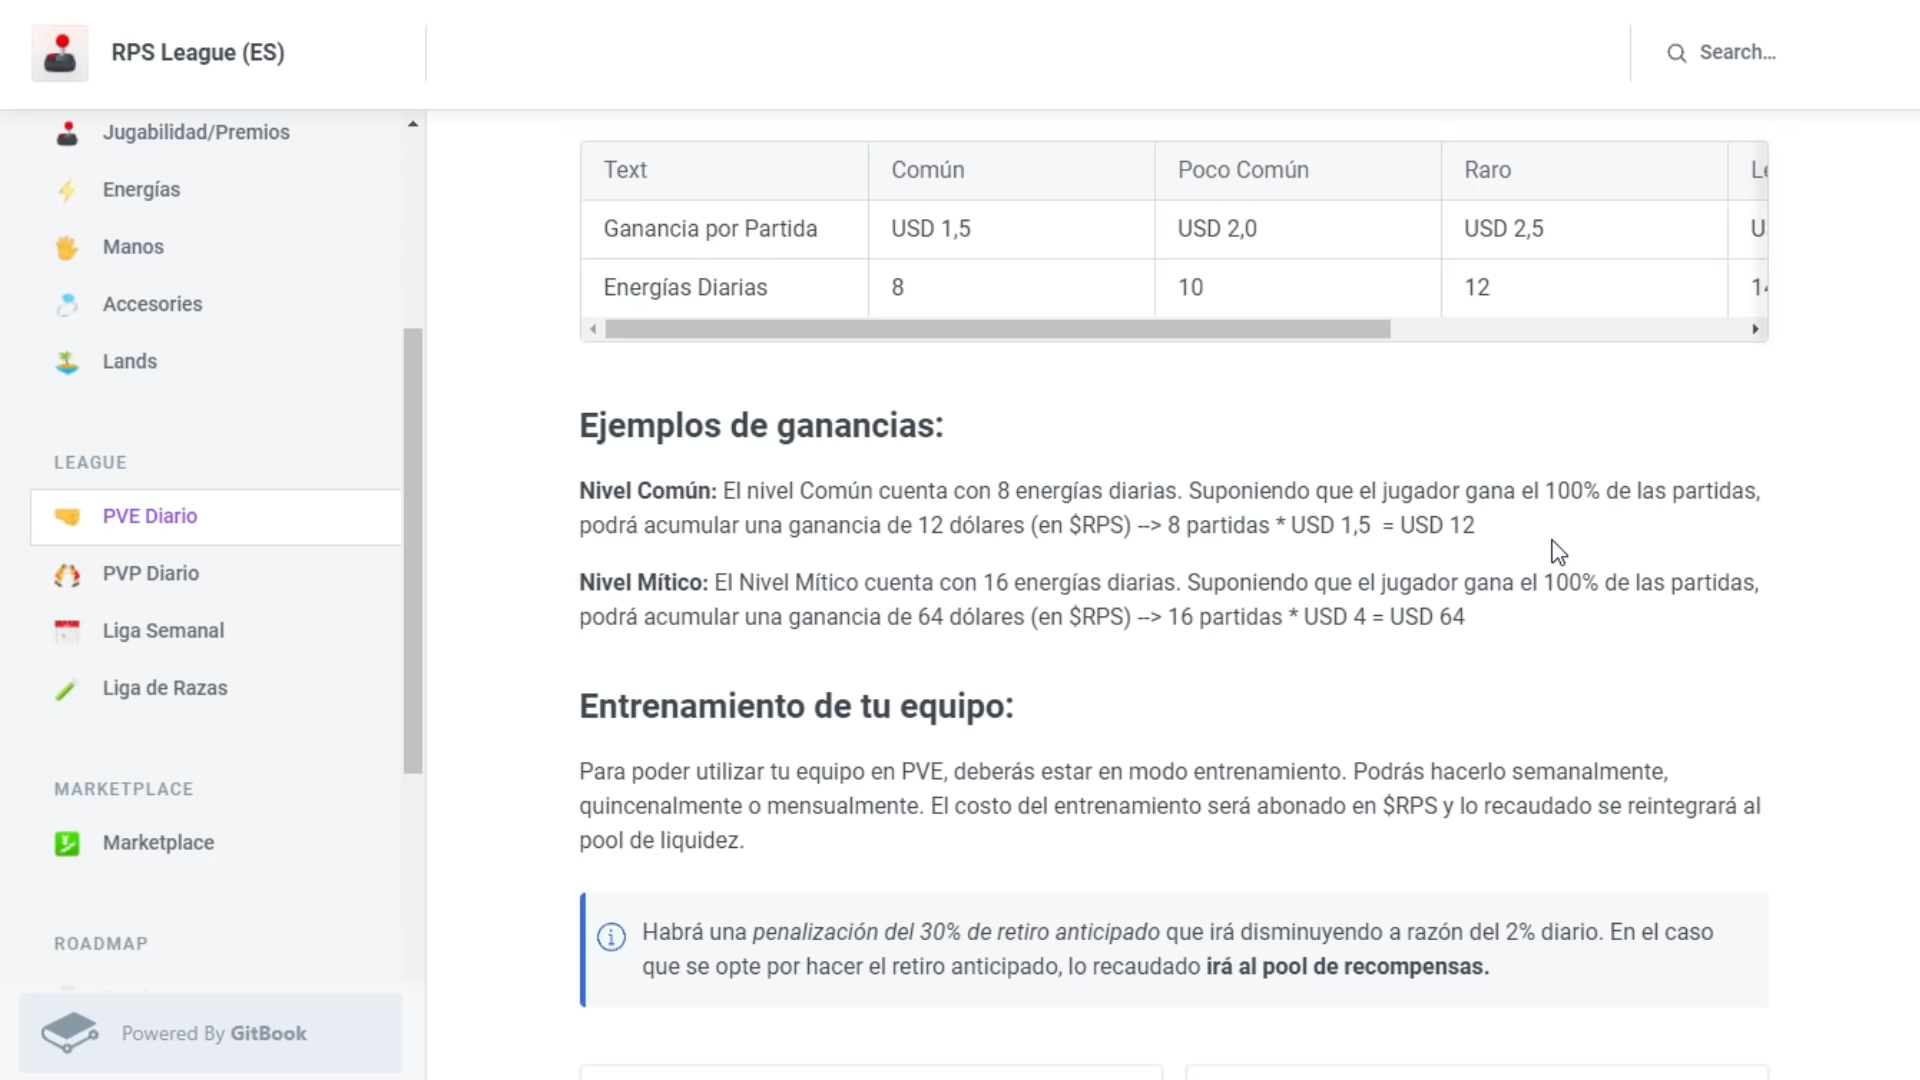 RPS League (ES)
Search...
Jugabilidad/Premios
Energías
Manos
Accesories
Lands
LEAGUE
PVE Diario
PVP Diario
Liga Semanal
Liga de Razas
MARKETPLACE
Marketplace
ROADMAP
Powered By GitBook
Text Común Poco Común Raro
Ganancia por Partida USD 1,5 USD 2,0 USD 2,5
Energías Diarias 8 10 12
Ejemplos de ganancias:
Nivel Común: El nivel Común cuenta con 8 energías diarias. Suponiendo que el jugador gana el 100% de las partidas,
podrá acumular una ganancia de 12 dólares (en $RPS) --> 8 partidas * USD 1,5 = USD 12
Nivel Mítico: El Nivel Mítico cuenta con 16 energías diarias. Suponiendo que el jugador gana el 100% de las partidas,
podrá acumular una ganancia de 64 dólares (en $RPS) --> 16 partidas * USD 4 = USD 64
Entrenamiento de tu equipo:
Para poder utilizar tu equipo en PVE, deberás estar en modo entrenamiento. Podrás hacerlo semanalmente,
quincenalmente o mensualmente. El costo del entrenamiento será abonado en $RPS y lo recaudado se reintegrará al
pool de liquidez.
Habrá una penalización del 30% de retiro anticipado que irá disminuyendo a razón del 2% diario. En el caso
que se opte por hacer el retiro anticipado, lo recaudado irá al pool de recompensas.